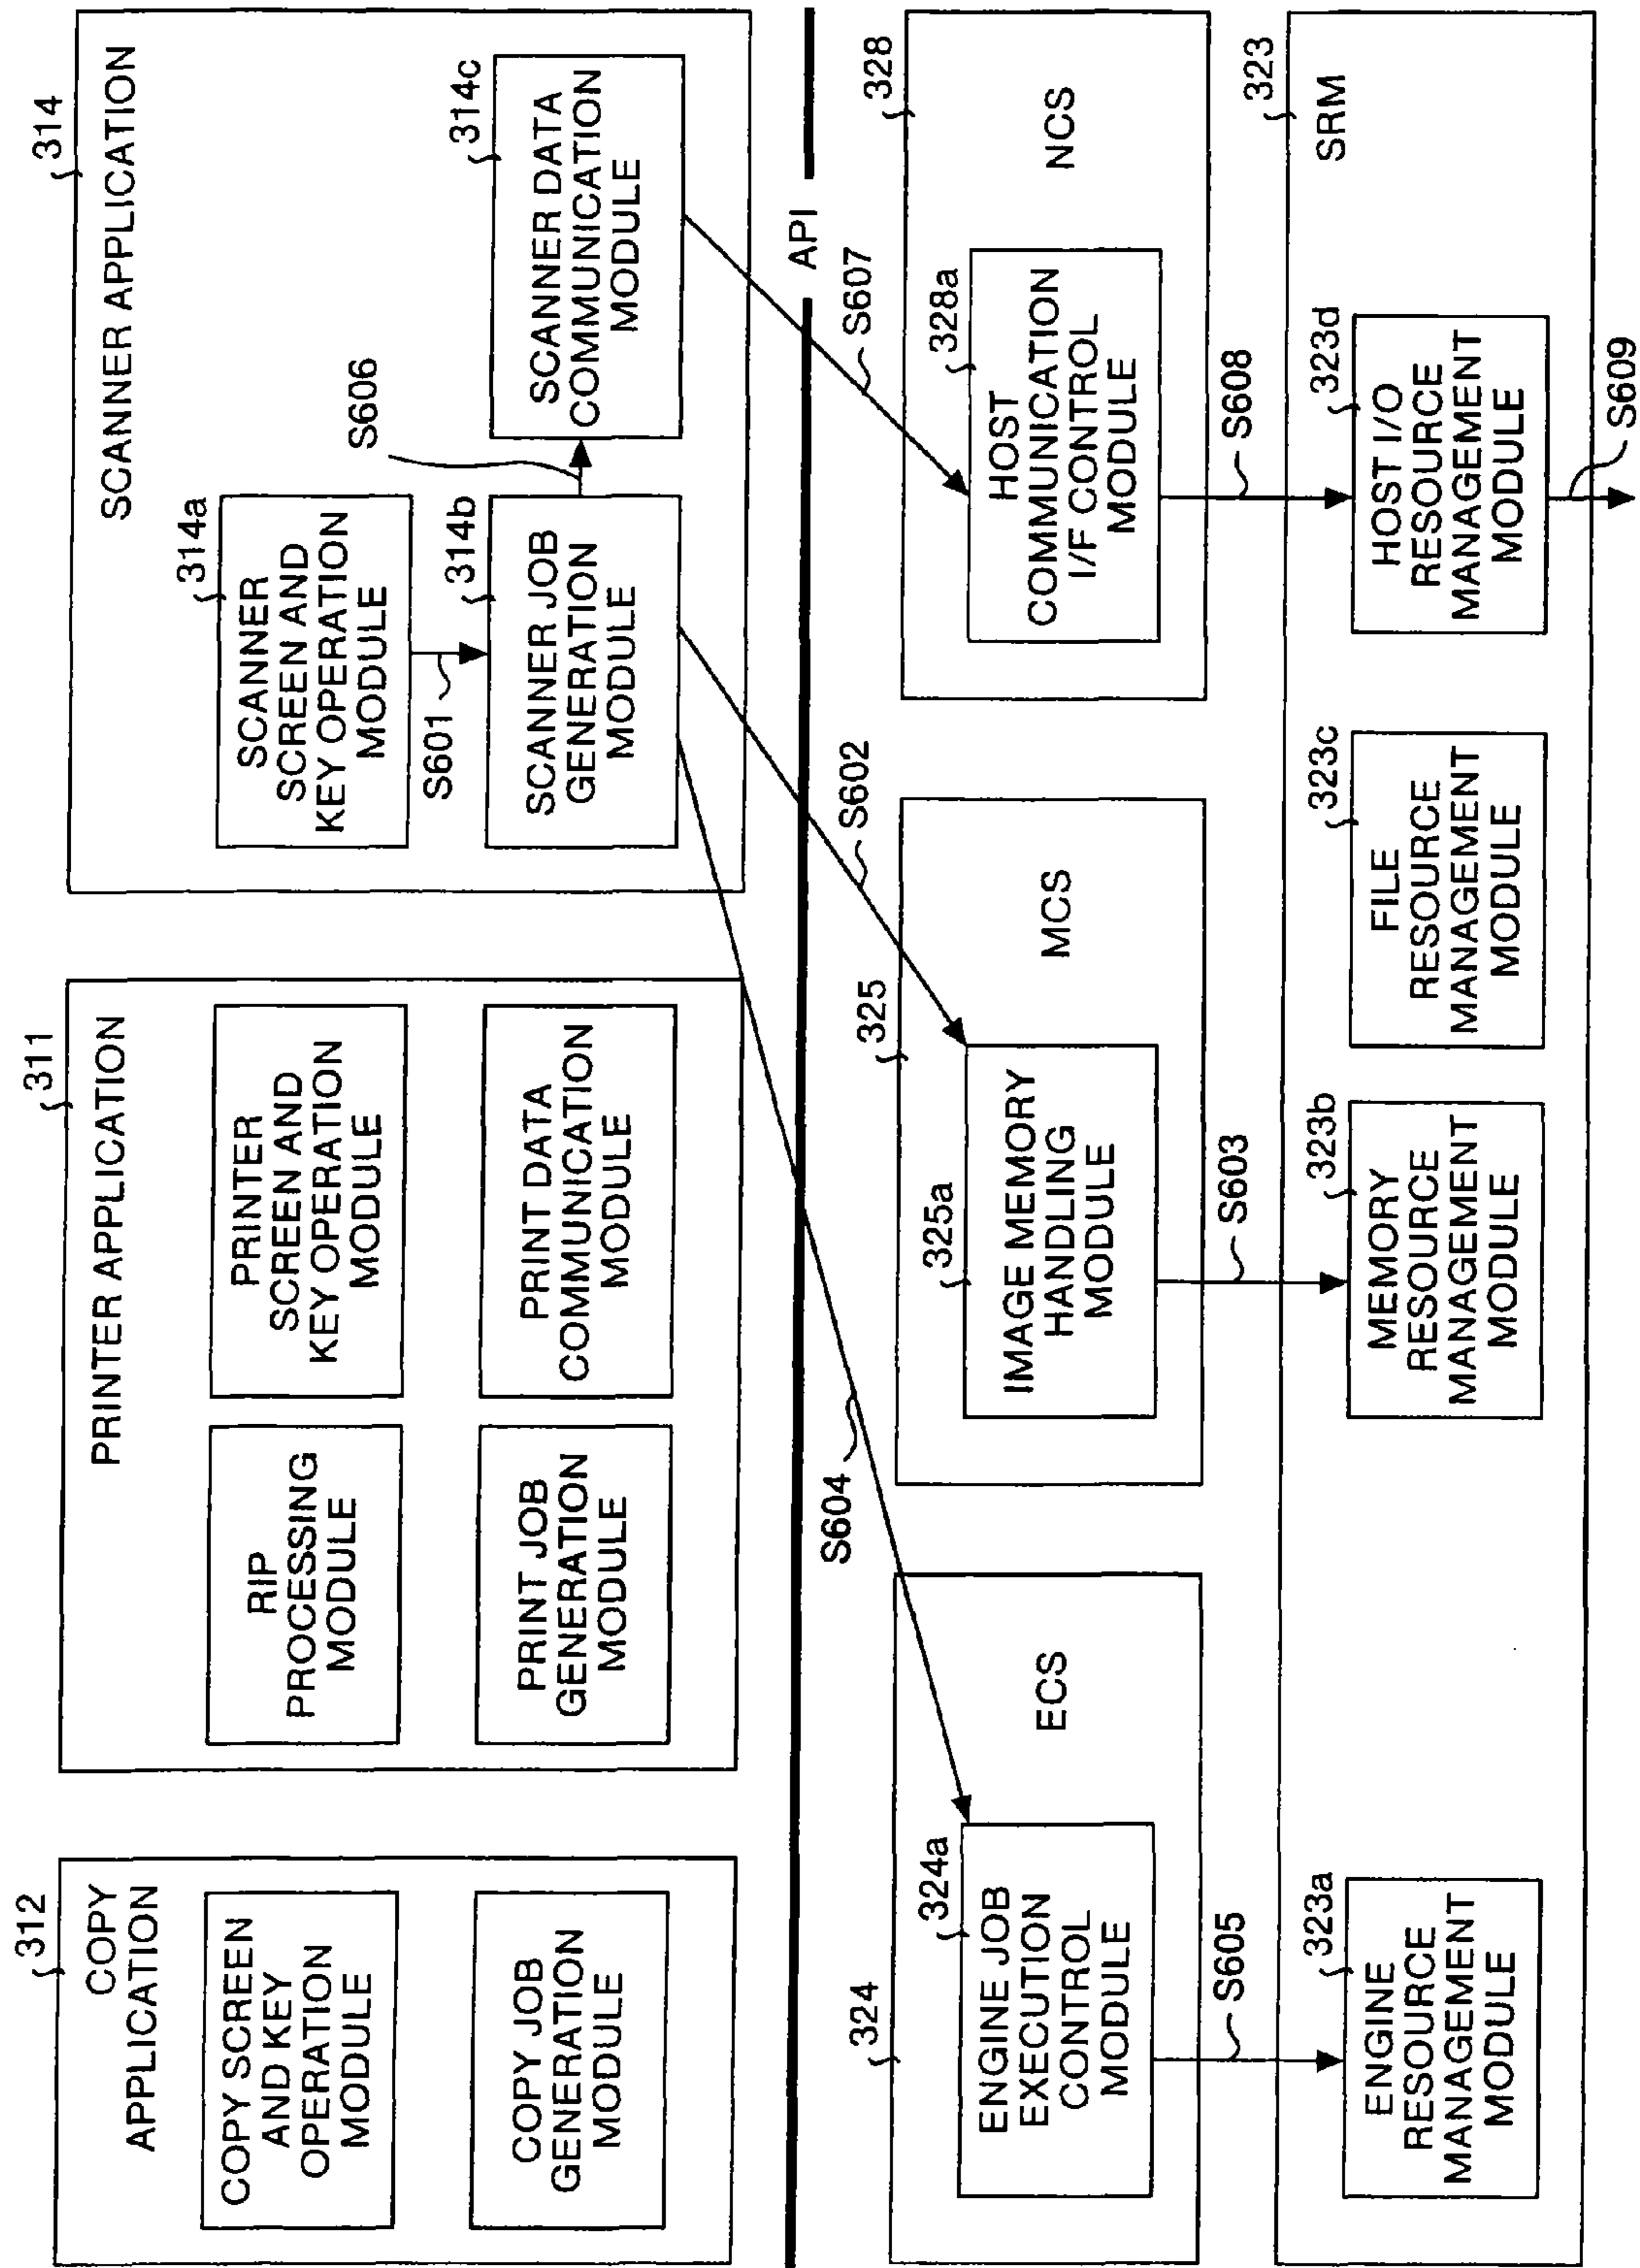 312
COPY
APPLICATION
COPY SCREEN
AND KEY
OPERATION
MODULE
COPY JOB
GENERATION
MODULE
311
PRINTER APPLICATION
RIP
PROCESSING
MODULE
PRINTER
SCREEN AND
KEY OPERATION
MODULE
PRINT JOB
GENERATION
MODULE
PRINT DATA
COMMUNICATION
MODULE
314
SCANNER APPLICATION
314a
SCANNER
SCREEN AND
KEY OPERATION
MODULE
S601
S606
314b
SCANNER JOB
GENERATION
MODULE
314c
SCANNER DATA
COMMUNICATION
MODULE
API
S604
S602
S607
324
ECS
324a
ENGINE JOB
EXECUTION
CONTROL
MODULE
325
MCS
325a
IMAGE MEMORY
HANDLING
MODULE
328
NCS
328a
HOST
COMMUNICATION
I/F CONTROL
MODULE
S605
S603
S608
323
SRM
323a
ENGINE
RESOURCE
MANAGEMENT
MODULE
323b
MEMORY
RESOURCE
MANAGEMENT
MODULE
323c
FILE
RESOURCE
MANAGEMENT
MODULE
323d
HOST I/O
RESOURCE
MANAGEMENT
MODULE
S609